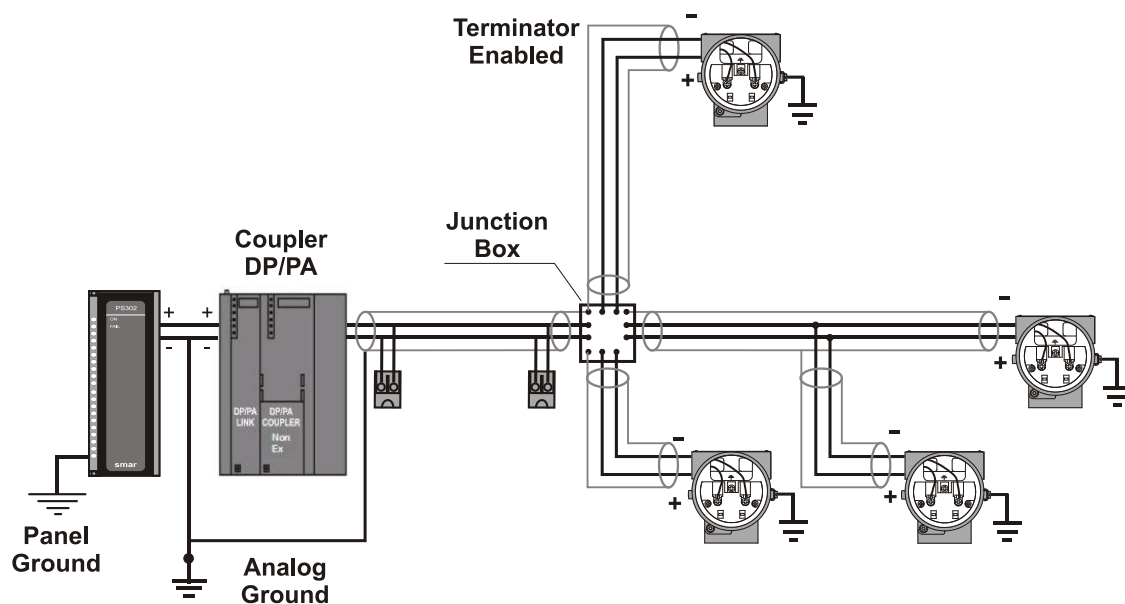 Terminator
Enabled
-
+
Junction
Box
Coupler
DP/PA
PS302
ON
FAIL
+ +
- -
DP/PA
LINK
DP/PA
COUPLER
Non
Ex
smar
-
+
-
+
-
+
Panel
Ground
Analog
Ground